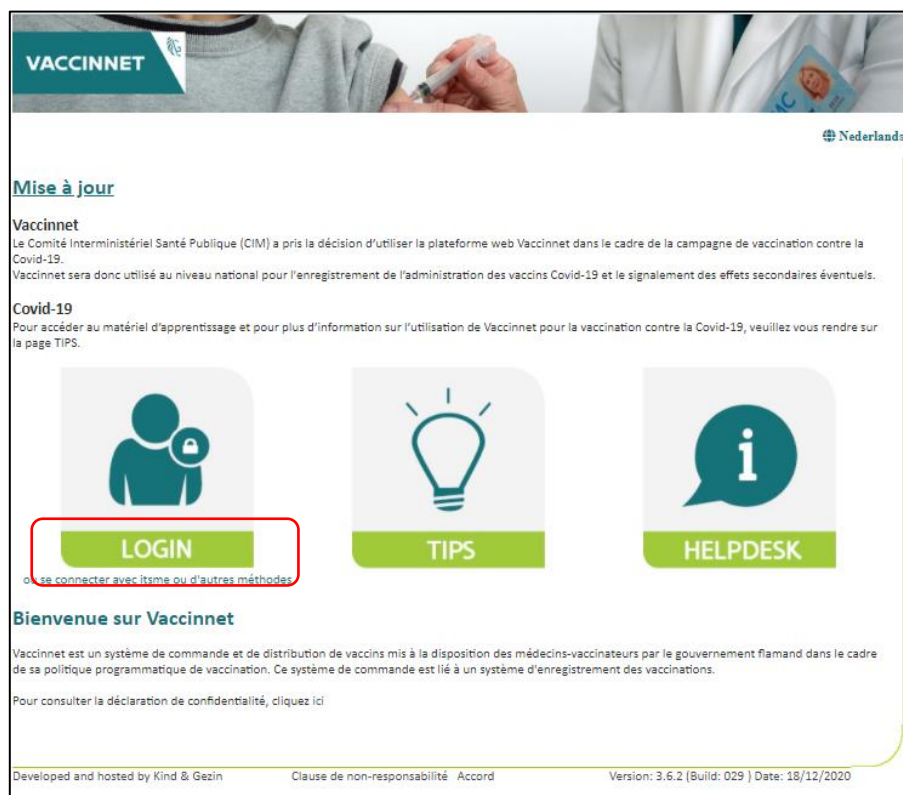 VACCINNET
Nederlands
Mise à jour
Vaccinnet
Le Comité Interministériel Santé Publique (CIM) a pris la décision d'utiliser la plateforme web Vaccinnet dans le cadre de la campagne de vaccination contre la
Covid-19.
Vaccinnet sera donc utilisé au niveau national pour l'enregistrement de l'administration des vaccins Covid-19 et le signalement des effets secondaires éventuels.
Covid-19
Pour accéder au matériel d'apprentissage et pour plus d'information sur l'utilisation de Vaccinnet pour la vaccination contre la Covid-19, veuillez vous rendre sur
la page TIPS.
LOGIN
TIPS
HELPDESK
ou se connecter avec itsme ou d'autres méthodes
Bienvenue sur Vaccinnet
Vaccinnet est un système de commande et de distribution de vaccins mis à la disposition des médecins-vaccinateurs par le gouvernement flamand dans le cadre
de sa politique programmatique de vaccination. Ce système de commande est lié à un système d'enregistrement des vaccinations.
Pour consulter la déclaration de confidentialité, cliquez ici
Developed and hosted by Kind & Gezin Clause de non-responsabilité Accord Version: 3.6.2 (Build: 029 ) Date: 18/12/2020